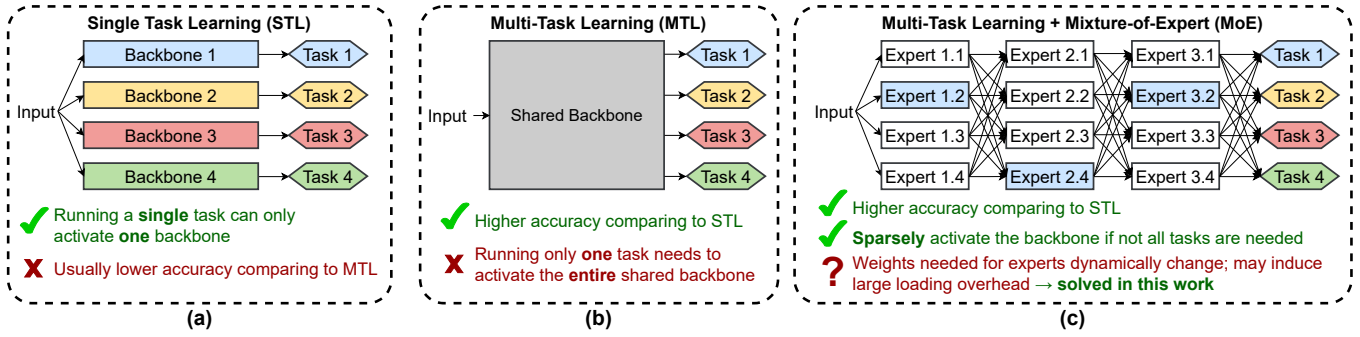 Single Task Learning (STL)
Backbone 1
Task 1
Backbone 2
Task 2
Input
Backbone 3
Task 3
Backbone 4
Task 4
Running a single task can only
activate one backbone
Usually lower accuracy comparing to MTL
(a)
Multi-Task Learning (MTL)
Input
Shared Backbone
Task 1
Task 2
Task 3
Task 4
Higher accuracy comparing to STL
Running only one task needs to
activate the entire shared backbone
(b)
Multi-Task Learning + Mixture-of-Expert (MoE)
Expert 1.1
Expert 2.1
Expert 3.1
Task 1
Expert 1.2
Expert 2.2
Expert 3.2
Task 2
Input
Expert 1.3
Expert 2.3
Expert 3.3
Task 3
Expert 1.4
Expert 2.4
Expert 3.4
Task 4
Higher accuracy comparing to STL
Sparsely activate the backbone if not all tasks are needed
? Weights needed for experts dynamically change; may induce
large loading overhead → solved in this work
(c)